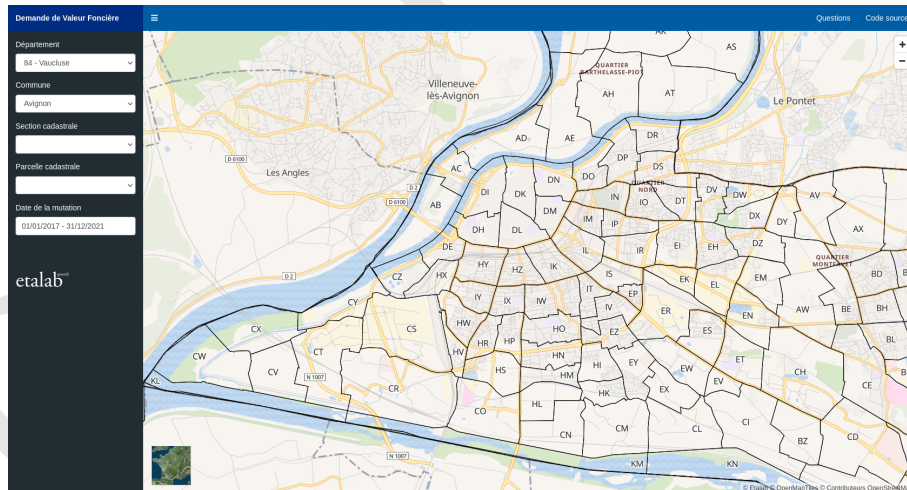 Demande de Valeur Foncière
Questions
Code source
Département
84 - Vaucluse
Commune
Avignon
Section cadastrale
Parcelle cadastrale
Date de la mutation
01/01/2017 - 31/12/2021
etalab
AK
AS
QUARTIER
BARTHELASSE-PIOT
Villeneuve-
lès-Avignon
AH
AT
Le Pontet
AD
AE
DR
D 6100
DP
DS
Les Angles
AC
DN
DO
QUARTIER
NORD
D 2
DI
DK
IN
IO
DT
DV
DW
AV
D 6100
AB
DM
IM
IP
DX
DY
AX
DH
DL
DE
IL
IR
EI
EH
DZ
QUARTIER
MONTFAVET
HY
HZ
IK
IS
EK
EL
EM
BD
D 2
CZ
HX
IT
EP
CY
IY
IX
IW
IV
ER
EN
AW
BE
BH
CX
CS
HW
HO
EZ
ES
HR
HP
BL
CW
CT
HV
HN
EY
ET
CV
HS
HM
HI
EW
CH
KL
N 1007
CR
HK
EX
EV
CE
CO
HL
CN
CM
CL
CI
BZ
CD
N 1007
KM
KN
© Etalab © OpenMapTiles © Contributeurs OpenStreetMap